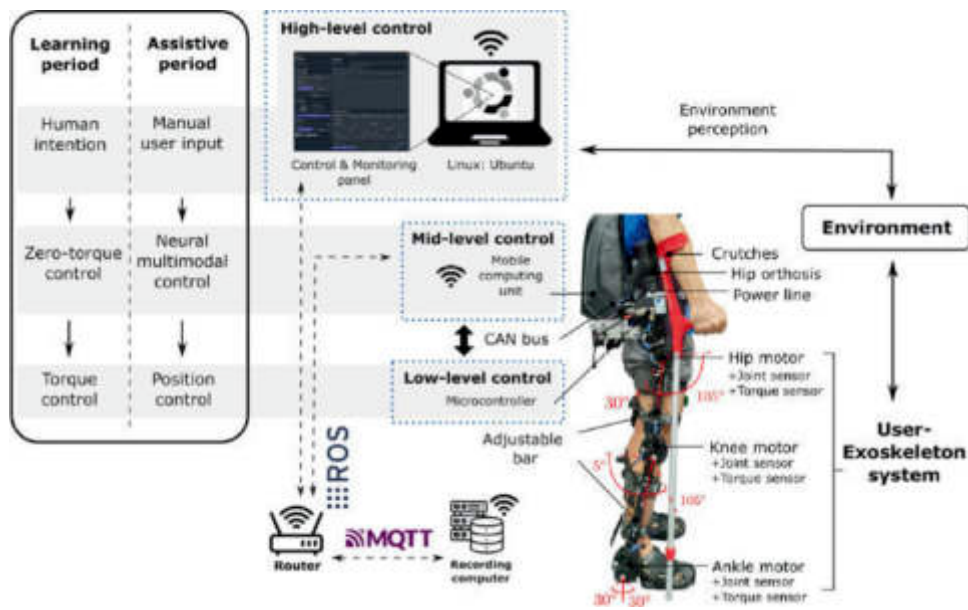 Learning
period
Assistive
period
Human
intention
Manual
user input
Zero-torque
control
Neural
multimodal
control
Torque
control
Position
control
High-level control
Control & Monitoring
panel
Linux: Ubuntu
Mid-level control
Mobile
computing
unit
CAN bus
Low-level control
Microcontroller
Adjustable
bar
ROS
MQTT
Router
Recording
computer
Environment
perception
Environment
Crutches
Hip orthosis
Power line
Hip motor
+Joint sensor
+Torque sensor
30°
105°
Knee motor
+Joint sensor
+Torque sensor
5°
105°
Ankle motor
+Joint sensor
+Torque sensor
30°
30°
User-
Exoskeleton
system